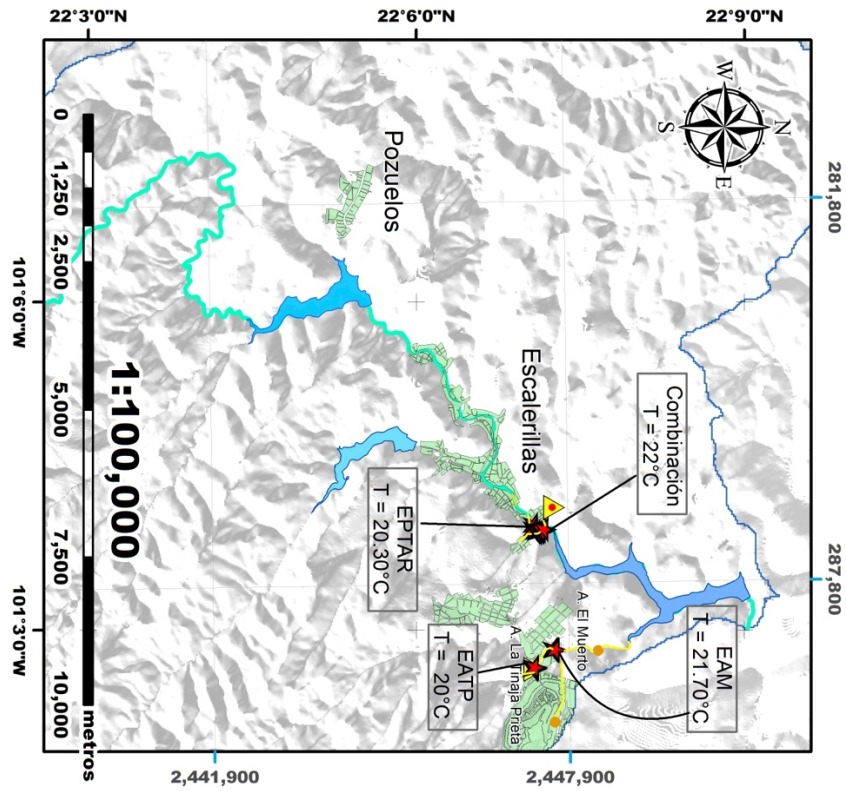 22°3'0"N
22°6'0"N
22°9'0"N
W
N
S
E
281,800
Pozuelos
0
1,250
2,500
5,000
7,500
10,000
metros
1:100,000
101°6'0"W
Escalerillas
Combinación
T = 22°C
EPTAR
T = 20.30°C
287,800
A. El Muerto
EAM
T = 21.70°C
A. La Tinaja Prieta
EATP
T = 20°C
101°3'0"W
2,441,900
2,447,900